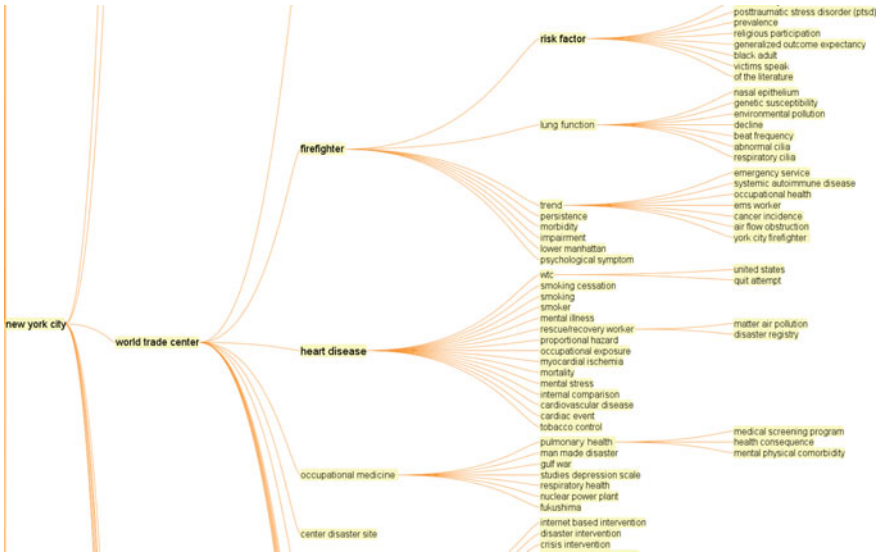 posttraumatic stress disorder (ptsd)
prevalence
risk factor
religious participation
generalized outcome expectancy
black adult
victims speak
of the literature
nasal epithelium
genetic susceptibility
environmental pollution
lung function
decline
beat frequency
abnormal cilia
respiratory cilia
firefighter
emergency service
systemic autoimmune disease
occupational health
trend
ems worker
persistence
cancer incidence
morbidity
air flow obstruction
impairment
york city firefighter
lower manhattan
psychological symptom
wtc
united states
quit attempt
smoking cessation
smoking
smoker
mental illness
new york city
rescue/recovery worker
matter air pollution
disaster registry
proportional hazard
world trade center
heart disease
occupational exposure
myocardial ischemia
mortality
mental stress
internal comparison
cardiovascular disease
cardiac event
tobacco control
medical screening program
pulmonary health
health consequence
man made disaster
mental physical comorbidity
gulf war
occupational medicine
studies depression scale
respiratory health
nuclear power plant
fukushima
internet based intervention
center disaster site
disaster intervention
crisis intervention